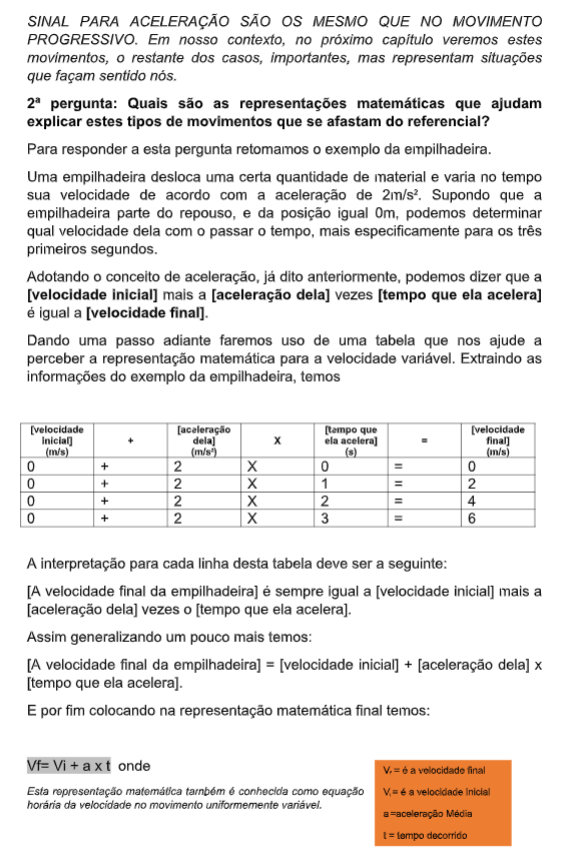 SINAL PARA ACELERAÇÃO SÃO OS MESMO QUE NO MOVIMENTO
PROGRESSIVO. Em nosso contexto, no próximo capítulo veremos estes
movimentos, o restante dos casos, importantes, mas representam situações
que façam sentido nós.
2ª pergunta: Quais são as representações matemáticas que ajudam
explicar estes tipos de movimentos que se afastam do referencial?
Para responder a esta pergunta retomamos o exemplo da empilhadeira.
Uma empilhadeira desloca uma certa quantidade de material e varia no tempo
sua velocidade de acordo com a aceleração de 2m/s². Supondo que a
empilhadeira parte do repouso, e da posição igual 0m, podemos determinar
qual velocidade dela com o passar o tempo, mais especificamente para os três
primeiros segundos.
Adotando o conceito de aceleração, já dito anteriormente, podemos dizer que a
[velocidade inicial] mais a [aceleração dela] vezes [tempo que ela acelera]
é igual a [velocidade final].
Dando uma passo adiante faremos uso de uma tabela que nos ajude a
perceber a representação matemática para a velocidade variável. Extraindo as
informações do exemplo da empilhadeira, temos
[velocidade inicial] (m/s) + [aceleração dela] (m/s²) X [tempo que ela acelera] (s) = [velocidade final] (m/s)
0 + 2 X 0 = 0
0 + 2 X 1 = 2
0 + 2 X 2 = 4
0 + 2 X 3 = 6
A interpretação para cada linha desta tabela deve ser a seguinte:
[A velocidade final da empilhadeira] é sempre igual a [velocidade inicial] mais a
[aceleração dela] vezes o [tempo que ela acelera].
Assim generalizando um pouco mais temos:
[A velocidade final da empilhadeira] = [velocidade inicial] + [aceleração dela] x
[tempo que ela acelera].
E por fim colocando na representação matemática final temos:
Vf= Vi + a x t onde
Esta representação matemática também é conhecida como equação
horária da velocidade no movimento uniformemente variável.
Vf = é a velocidade final
Vi = é a velocidade inicial
a =aceleração Média
t = tempo decorrido